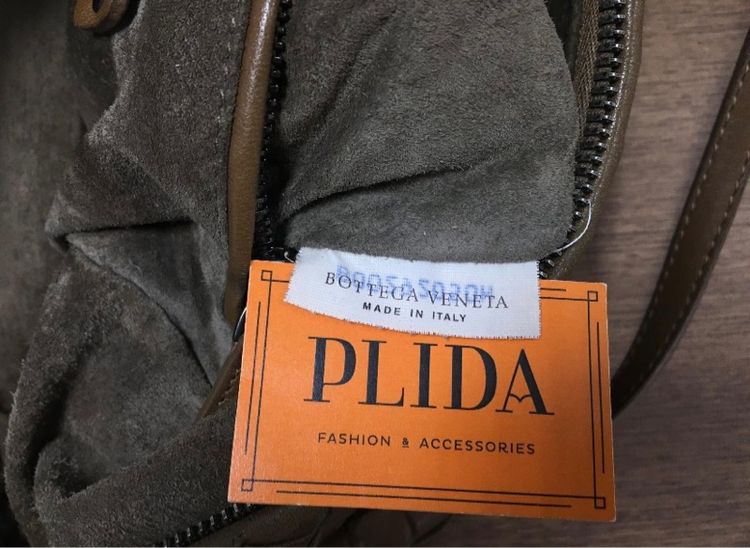 BOTTEGA VENETA
MADE IN ITALY
PLIDA
FASHION & ACCESSORIES